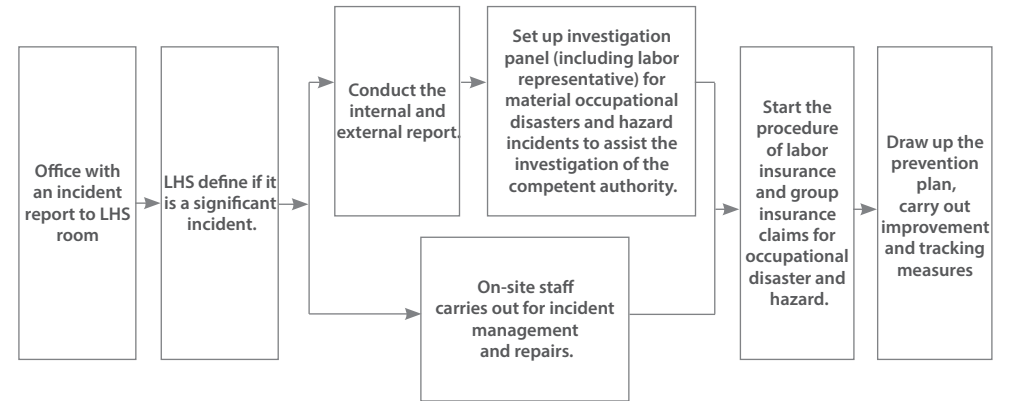 Office with
an incident
report to LHS
room
LHS define if it
is a significant
incident.
Conduct the
internal and
external report.
Set up investigation
panel (including labor
representative) for
material occupational
disasters and hazard
incidents to assist the
investigation of the
competent authority.
On-site staff
carries out for incident
management
and repairs.
Start the
procedure
of labor
insurance
and group
insurance
claims for
occupational
disaster and
hazard.
Draw up the
prevention
plan,
carry out
improvement
and tracking
measures